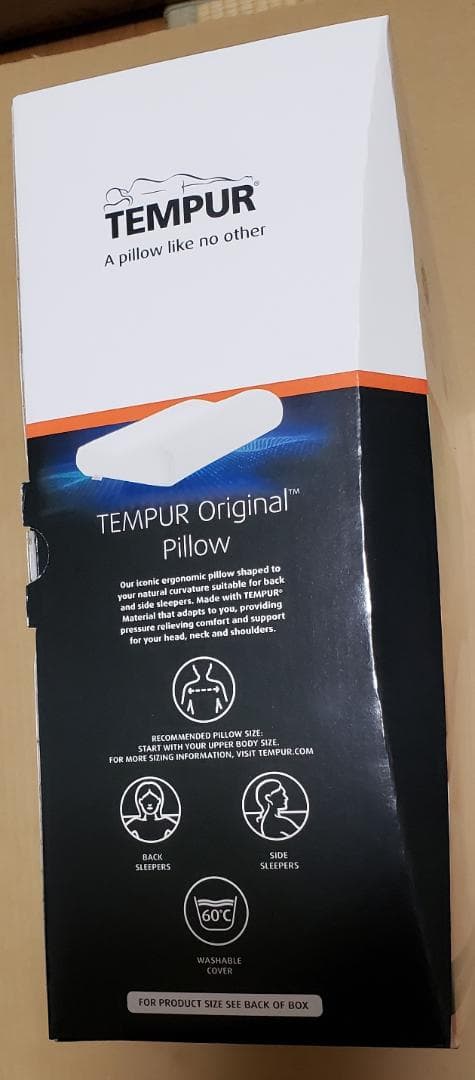 TEMPUR®
A pillow like no other
TEMPUR Original™
Pillow
Our iconic ergonomic pillow shaped to
your natural curvature suitable for back
and side sleepers. Made with TEMPUR®
Material that adapts to you, providing
pressure relieving comfort and support
for your head, neck and shoulders.
RECOMMENDED PILLOW SIZE:
START WITH YOUR UPPER BODY SIZE.
FOR MORE SIZING INFORMATION, VISIT TEMPUR.COM
BACK
SLEEPERS
SIDE
SLEEPERS
60°C
WASHABLE
COVER
FOR PRODUCT SIZE SEE BACK OF BOX